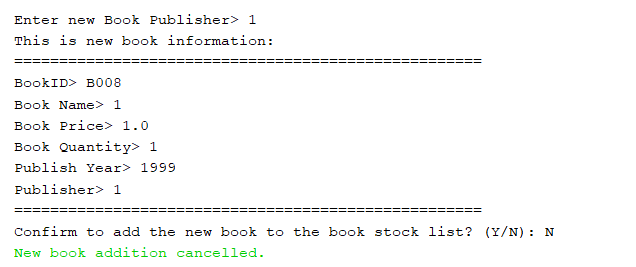 Enter new Book Publisher> 1
This is new book information:
====================================================
BookID> B008
Book Name> 1
Book Price> 1.0
Book Quantity> 1
Publish Year> 1999
Publisher> 1
====================================================
Confirm to add the new book to the book stock list? (Y/N): N
New book addition cancelled.